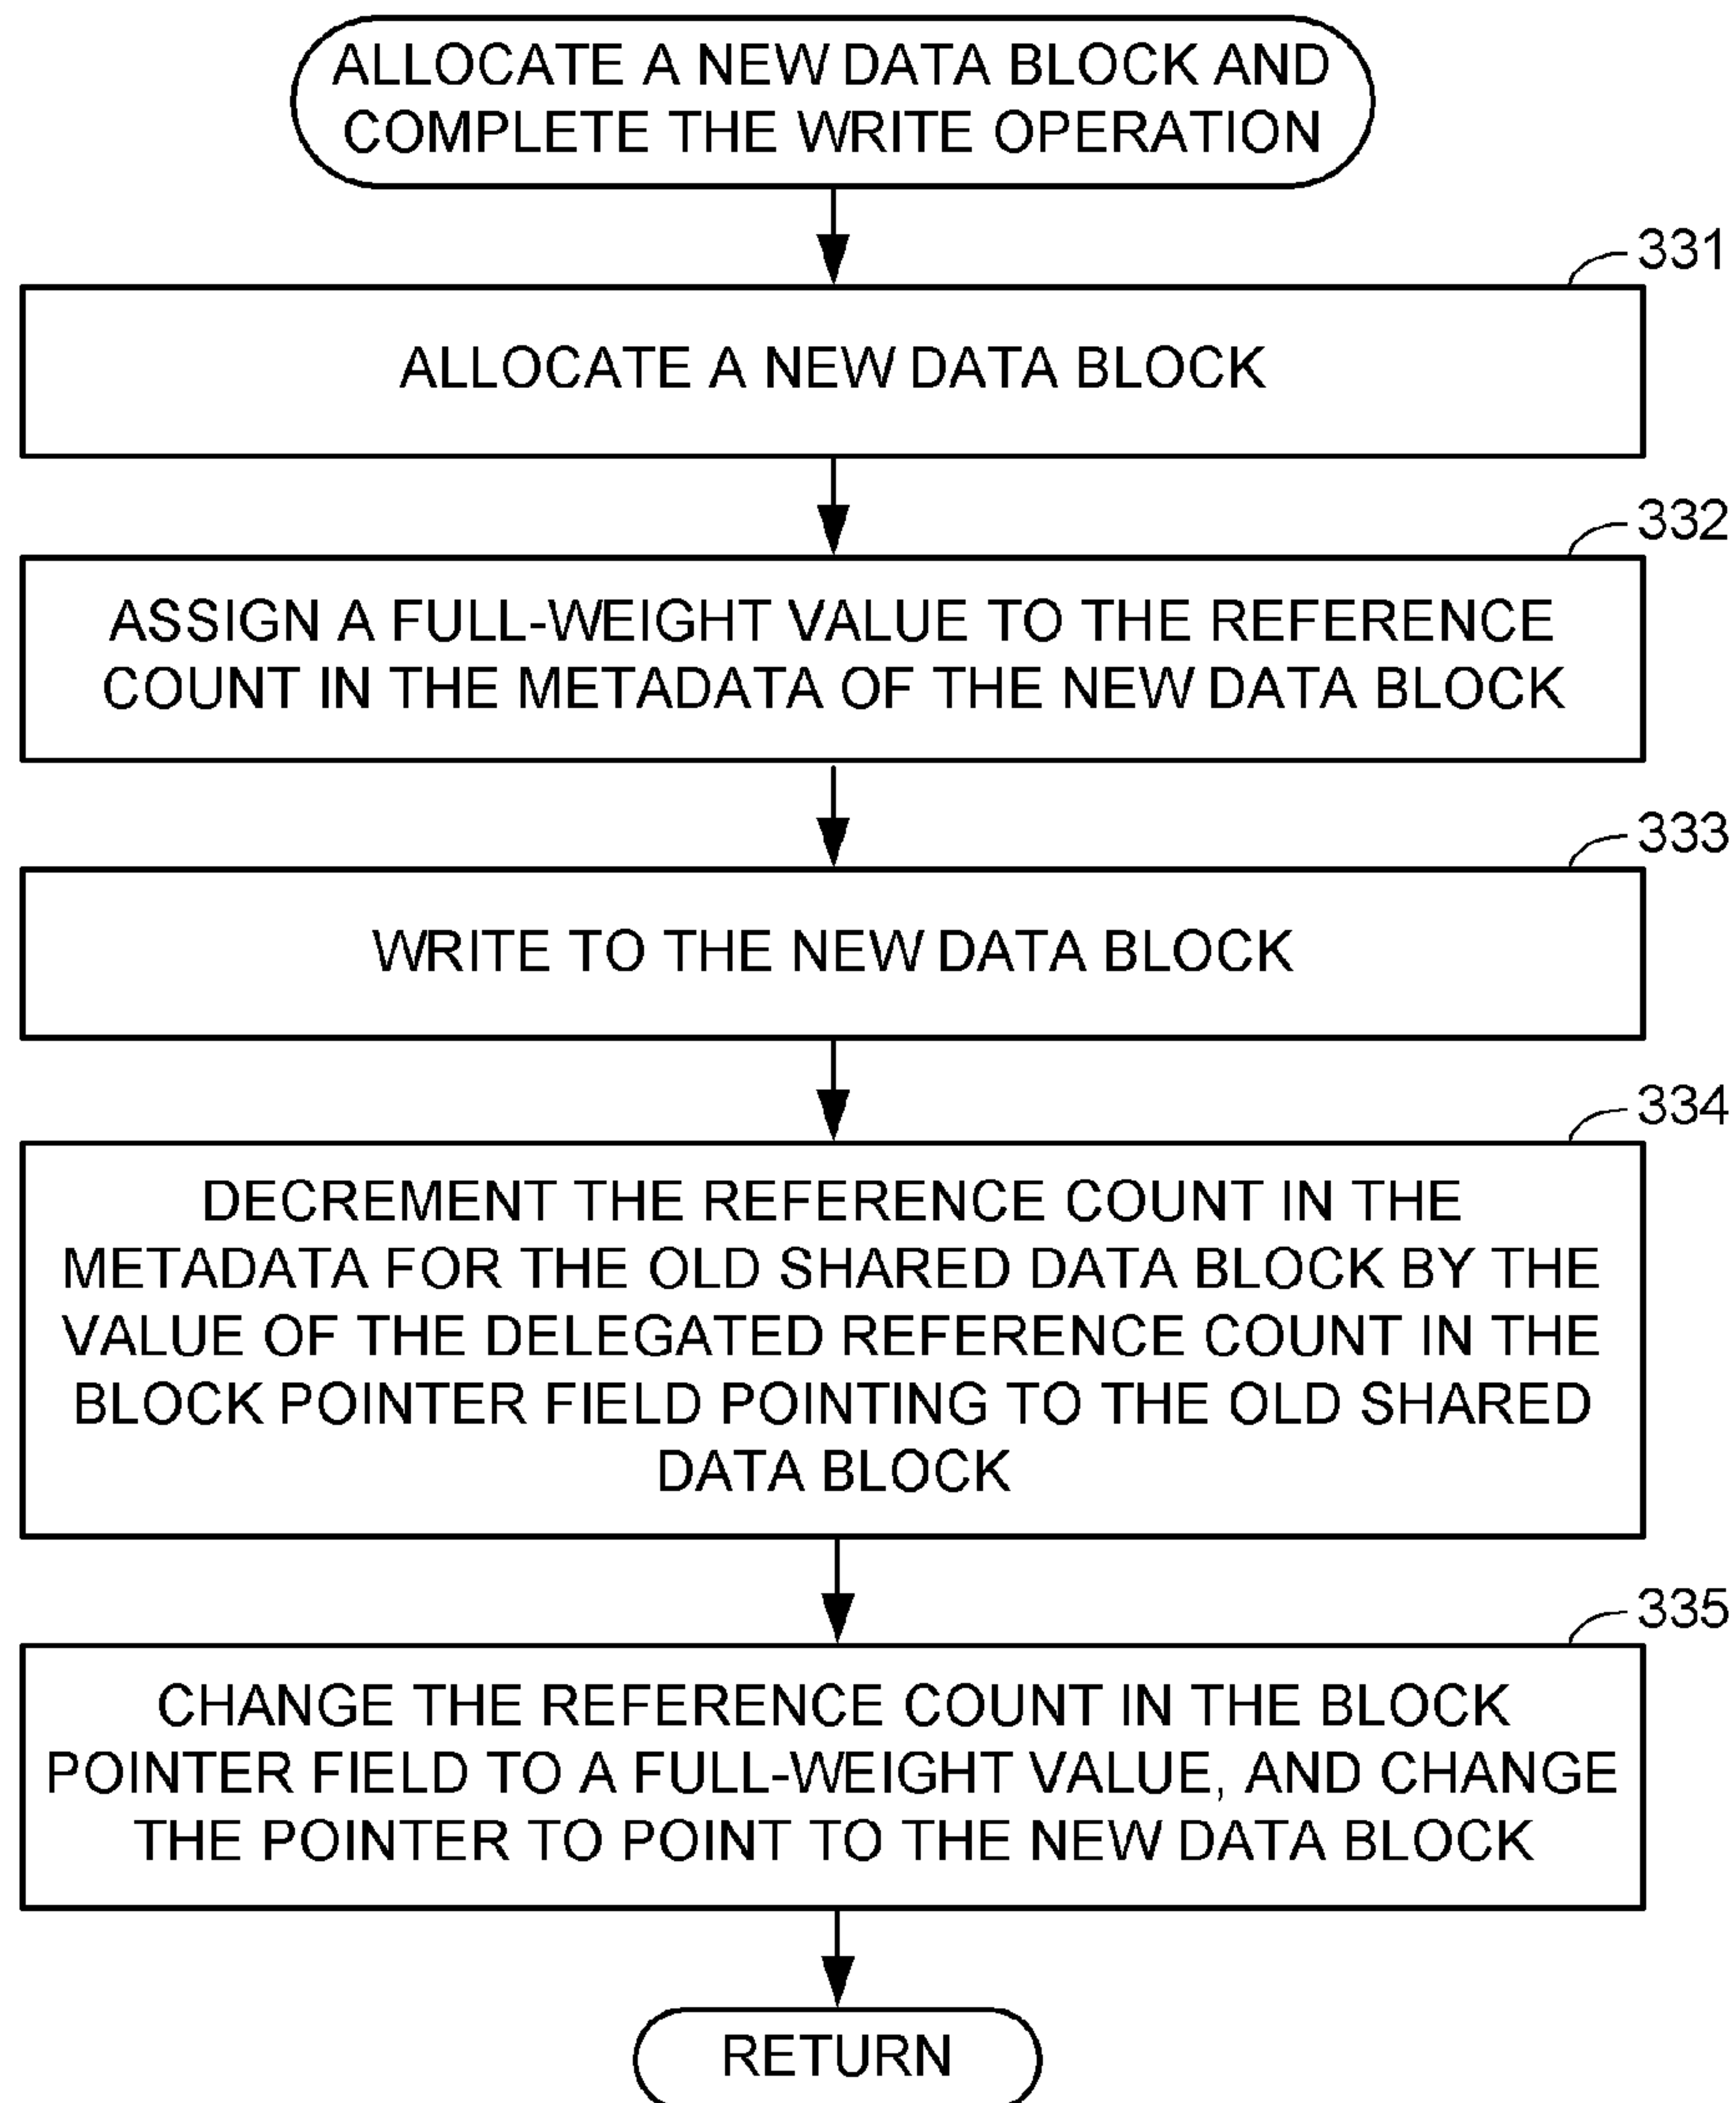 ALLOCATE A NEW DATA BLOCK AND
COMPLETE THE WRITE OPERATION
331
ALLOCATE A NEW DATA BLOCK
332
ASSIGN A FULL-WEIGHT VALUE TO THE REFERENCE
COUNT IN THE METADATA OF THE NEW DATA BLOCK
333
WRITE TO THE NEW DATA BLOCK
334
DECREMENT THE REFERENCE COUNT IN THE
METADATA FOR THE OLD SHARED DATA BLOCK BY THE
VALUE OF THE DELEGATED REFERENCE COUNT IN THE
BLOCK POINTER FIELD POINTING TO THE OLD SHARED
DATA BLOCK
335
CHANGE THE REFERENCE COUNT IN THE BLOCK
POINTER FIELD TO A FULL-WEIGHT VALUE, AND CHANGE
THE POINTER TO POINT TO THE NEW DATA BLOCK
RETURN